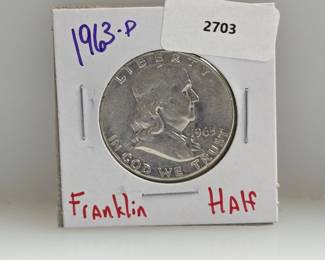 1963-P
2703
LIBERTY
1963
IN GOD WE TRUST
Franklin Half